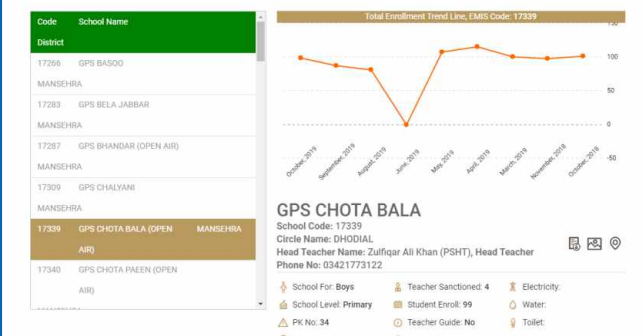 Code School Name
District
17266 GPS BASOO
MANSEHRA
17283 GPS BELA JABBAR
MANSEHRA
17287 GPS BHANDAR (OPEN AIR)
MANSEHRA
17309 GPS CHALYANI
MANSEHRA
17339 GPS CHOTA BALA (OPEN AIR) MANSEHRA
17340 GPS CHOTA PAEEN (OPEN AIR)
Total Enrollment Trend Line, EMIS Code: 17339
150
100
50
0
-50
October, 2019
September, 2019
August, 2019
June, 2019
May, 2019
April, 2019
March, 2019
November, 2018
October, 2018
GPS CHOTA BALA
School Code: 17339
Circle Name: DHODIAL
Head Teacher Name: Zulfiqar Ali Khan (PSHT), Head Teacher
Phone No: 03421773122
School For: Boys Teacher Sanctioned: 4 Electricity:
School Level: Primary Student Enroll: 99 Water:
PK No: 34 Teacher Guide: No Toilet: